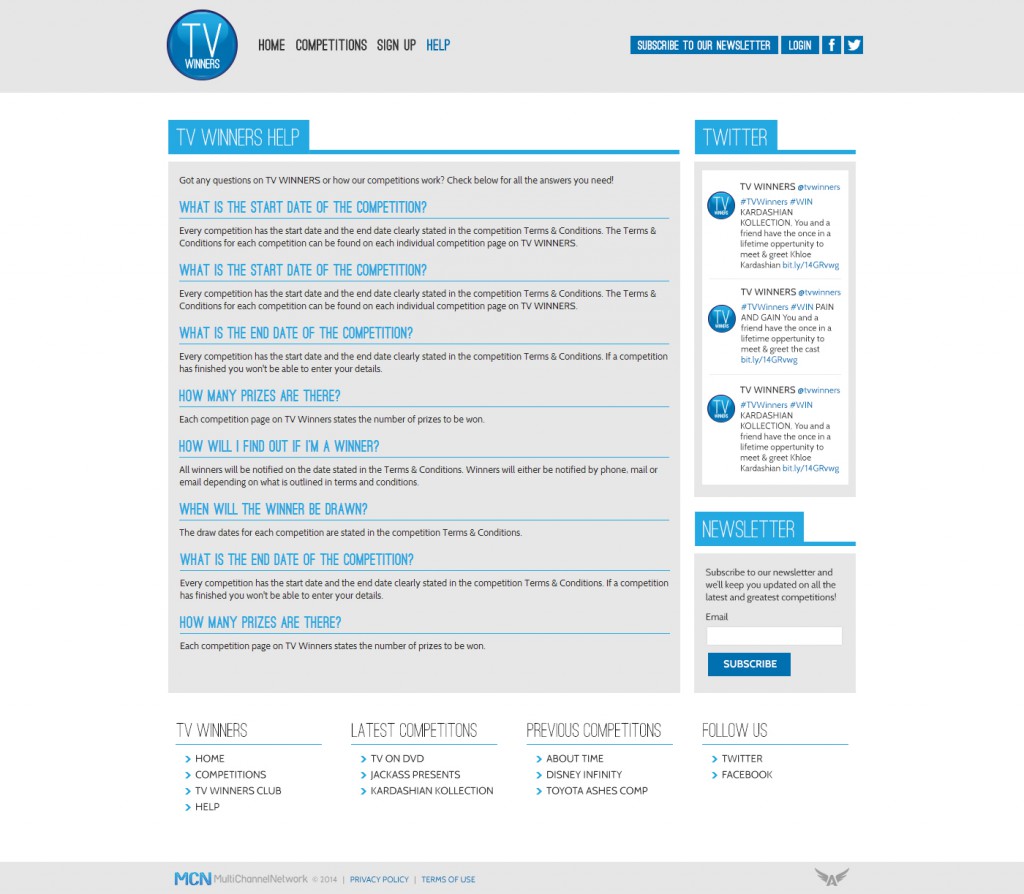 TV
WINNERS
HOME COMPETITIONS SIGN UP HELP
SUBSCRIBE TO OUR NEWSLETTER LOGIN
TV WINNERS HELP
Got any questions on TV WINNERS or how our competitions work? Check below for all the answers you need!
WHAT IS THE START DATE OF THE COMPETITION?
Every competition has the start date and the end date clearly stated in the competition Terms & Conditions. The Terms &
Conditions for each competition can be found on each individual competition page on TV WINNERS.
WHAT IS THE START DATE OF THE COMPETITION?
Every competition has the start date and the end date clearly stated in the competition Terms & Conditions. The Terms &
Conditions for each competition can be found on each individual competition page on TV WINNERS.
WHAT IS THE END DATE OF THE COMPETITION?
Every competition has the start date and the end date clearly stated in the competition Terms & Conditions. If a competition
has finished you won't be able to enter your details.
HOW MANY PRIZES ARE THERE?
Each competition page on TV Winners states the number of prizes to be won.
HOW WILL I FIND OUT IF I'M A WINNER?
All winners will be notified on the date stated in the Terms & Conditions. Winners will either be notified by phone, mail or
email depending on what is outlined in terms and conditions.
WHEN WILL THE WINNER BE DRAWN?
The draw dates for each competition are stated in the competition Terms & Conditions.
WHAT IS THE END DATE OF THE COMPETITION?
Every competition has the start date and the end date clearly stated in the competition Terms & Conditions. If a competition
has finished you won't be able to enter your details.
HOW MANY PRIZES ARE THERE?
Each competition page on TV Winners states the number of prizes to be won.
TWITTER
TV WINNERS @tvwinners
TV
WINNERS
#TVWinners #WIN
KARDASHIAN
KOLLECTION, You and a
friend have the once in a
lifetime oppertunity to
meet & greet Khloe
Kardashian bit.ly/14GRvwg
TV WINNERS @tvwinners
TV
WINNERS
#TVWinners #WIN PAIN
AND GAIN You and a
friend have the once in a
lifetime oppertunity to
meet & greet the cast
bit.ly/14GRvwg
TV WINNERS @tvwinners
TV
WINNERS
#TVWinners #WIN
KARDASHIAN
KOLLECTION, You and a
friend have the once in a
lifetime oppertunity to
meet & greet Khloe
Kardashian bit.ly/14GRvwg
NEWSLETTER
Subscribe to our newsletter and
we'll keep you updated on all the
latest and greatest competitions!
Email
SUBSCRIBE
TV WINNERS
HOME
COMPETITIONS
TV WINNERS CLUB
HELP
LATEST COMPETITONS
TV ON DVD
JACKASS PRESENTS
KARDASHIAN KOLLECTION
PREVIOUS COMPETITONS
ABOUT TIME
DISNEY INFINITY
TOYOTA ASHES COMP
FOLLOW US
TWITTER
FACEBOOK
MCN MultiChannelNetwork © 2014 | PRIVACY POLICY | TERMS OF USE